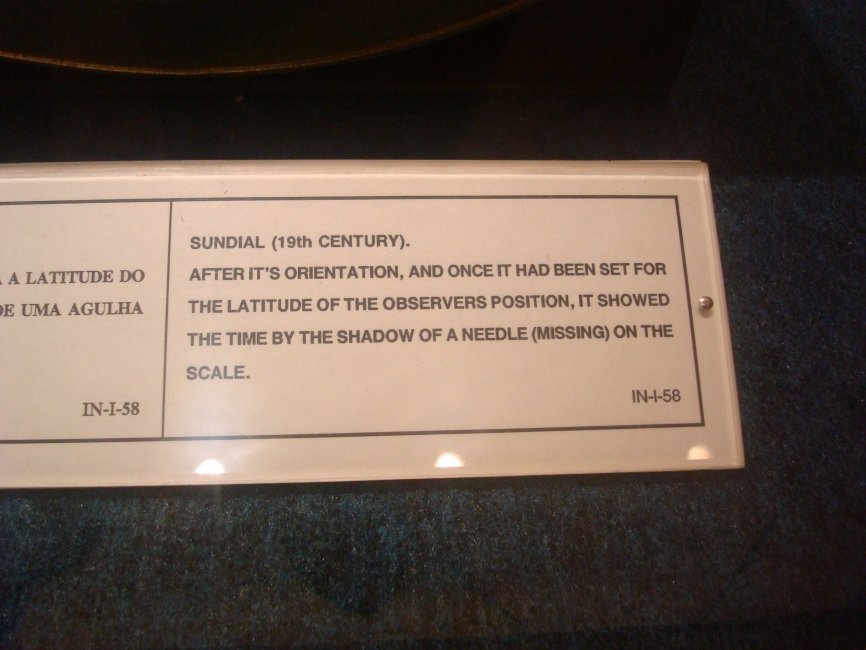 A LATITUDE DO
DE UMA AGULHA
IN-I-58
SUNDIAL (19th CENTURY).
AFTER IT'S ORIENTATION, AND ONCE IT HAD BEEN SET FOR
THE LATITUDE OF THE OBSERVERS POSITION, IT SHOWED
THE TIME BY THE SHADOW OF A NEEDLE (MISSING) ON THE
SCALE.
IN-I-58